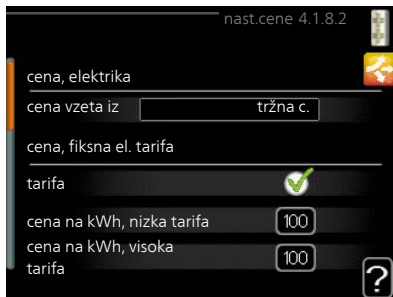 nast.cene 4.1.8.2
cena, elektrika
cena vzeta iz tržna c.
cena, fiksna el. tarifa
tarifa
cena na kWh, nizka tarifa 100
cena na kWh, visoka
tarifa 100
?